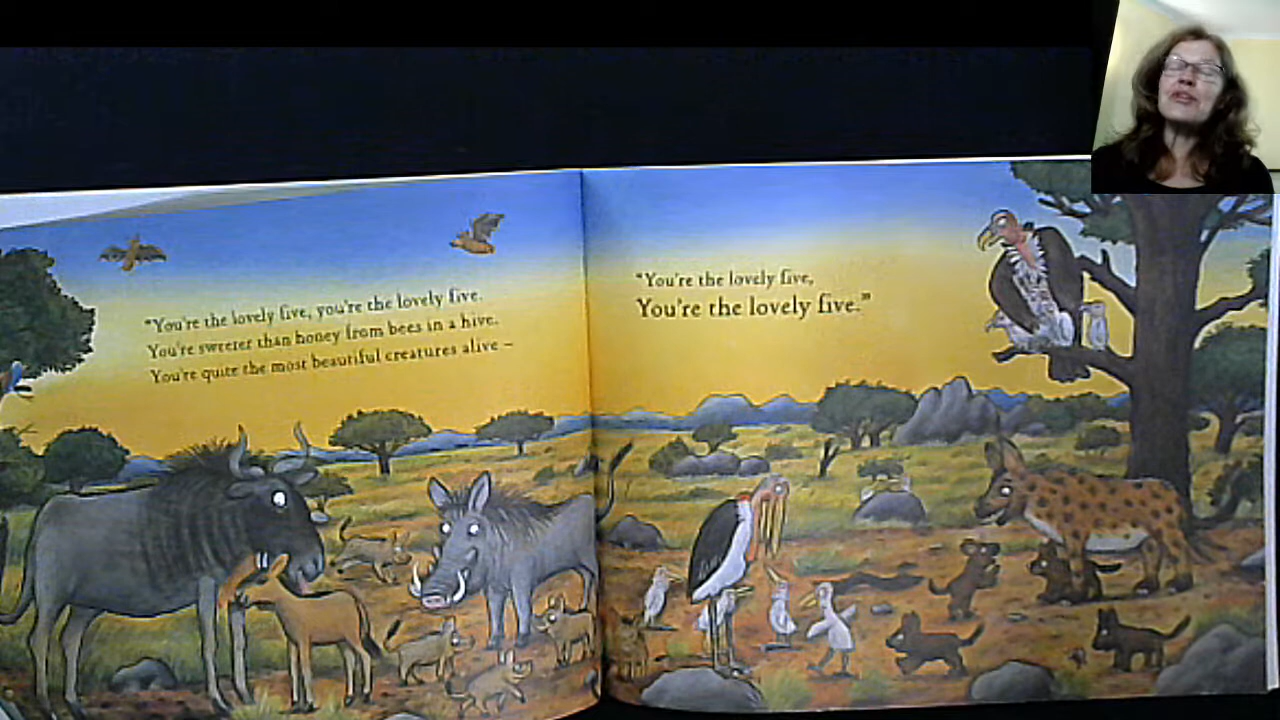 "You're the lovely five, you're the lovely five.
You're sweeter than honey from bees in a hive.
You're quite the most beautiful creatures alive –
"You're the lovely five,
You're the lovely five."